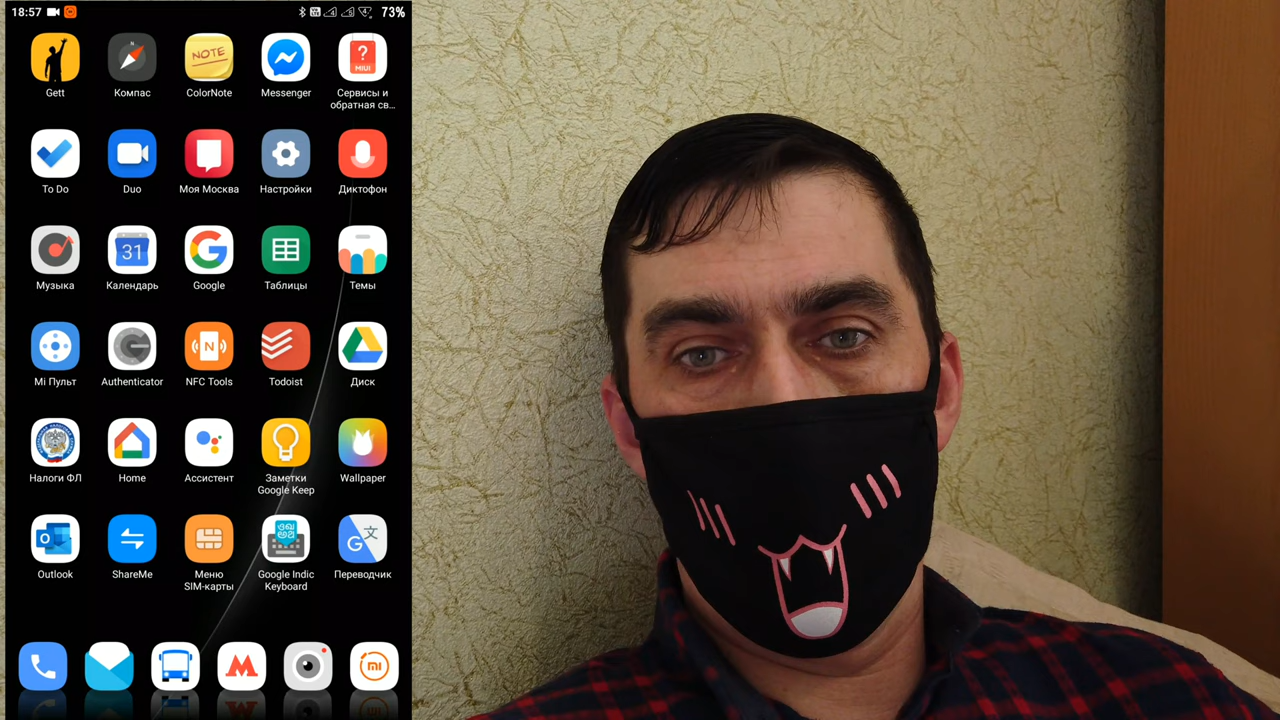 18:57
73%
N
NOTE
?
MIUI
Gett
Компас
ColorNote
Messenger
Сервисы и
обратная св...
To Do
Duo
Моя Москва
Настройки
Диктофон
31
Музыка
Календарь
Google
Таблицы
Темы
N
Mi Пульт
Authenticator
NFC Tools
Todoist
Диск
Налоги ФЛ
Home
Ассистент
Заметки
Google Keep
Wallpaper
Outlook
ShareMe
Меню
SIM-карты
Google Indic
Keyboard
Переводчик